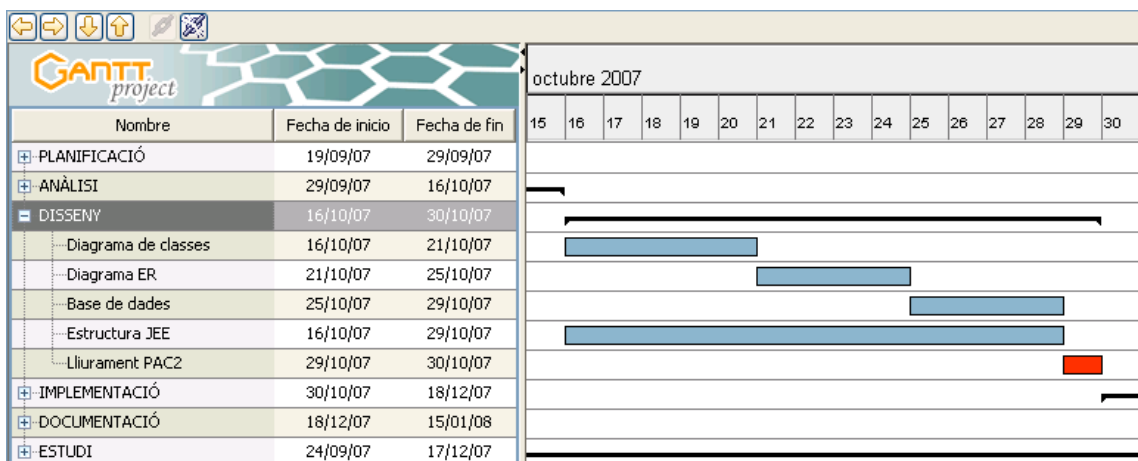 GANTT
project
octubre 2007
Nombre Fecha de inicio Fecha de fin 15 16 17 18 19 20 21 22 23 24 25 26 27 28 29 30
PLANIFICACIÓ 19/09/07 29/09/07
ANÀLISI 29/09/07 16/10/07
DISSENY 16/10/07 30/10/07
Diagrama de classes 16/10/07 21/10/07
Diagrama ER 21/10/07 25/10/07
Base de dades 25/10/07 29/10/07
Estructura JEE 16/10/07 29/10/07
Lliurament PAC2 29/10/07 30/10/07
IMPLEMENTACIÓ 30/10/07 18/12/07
DOCUMENTACIÓ 18/12/07 15/01/08
ESTUDI 24/09/07 17/12/07